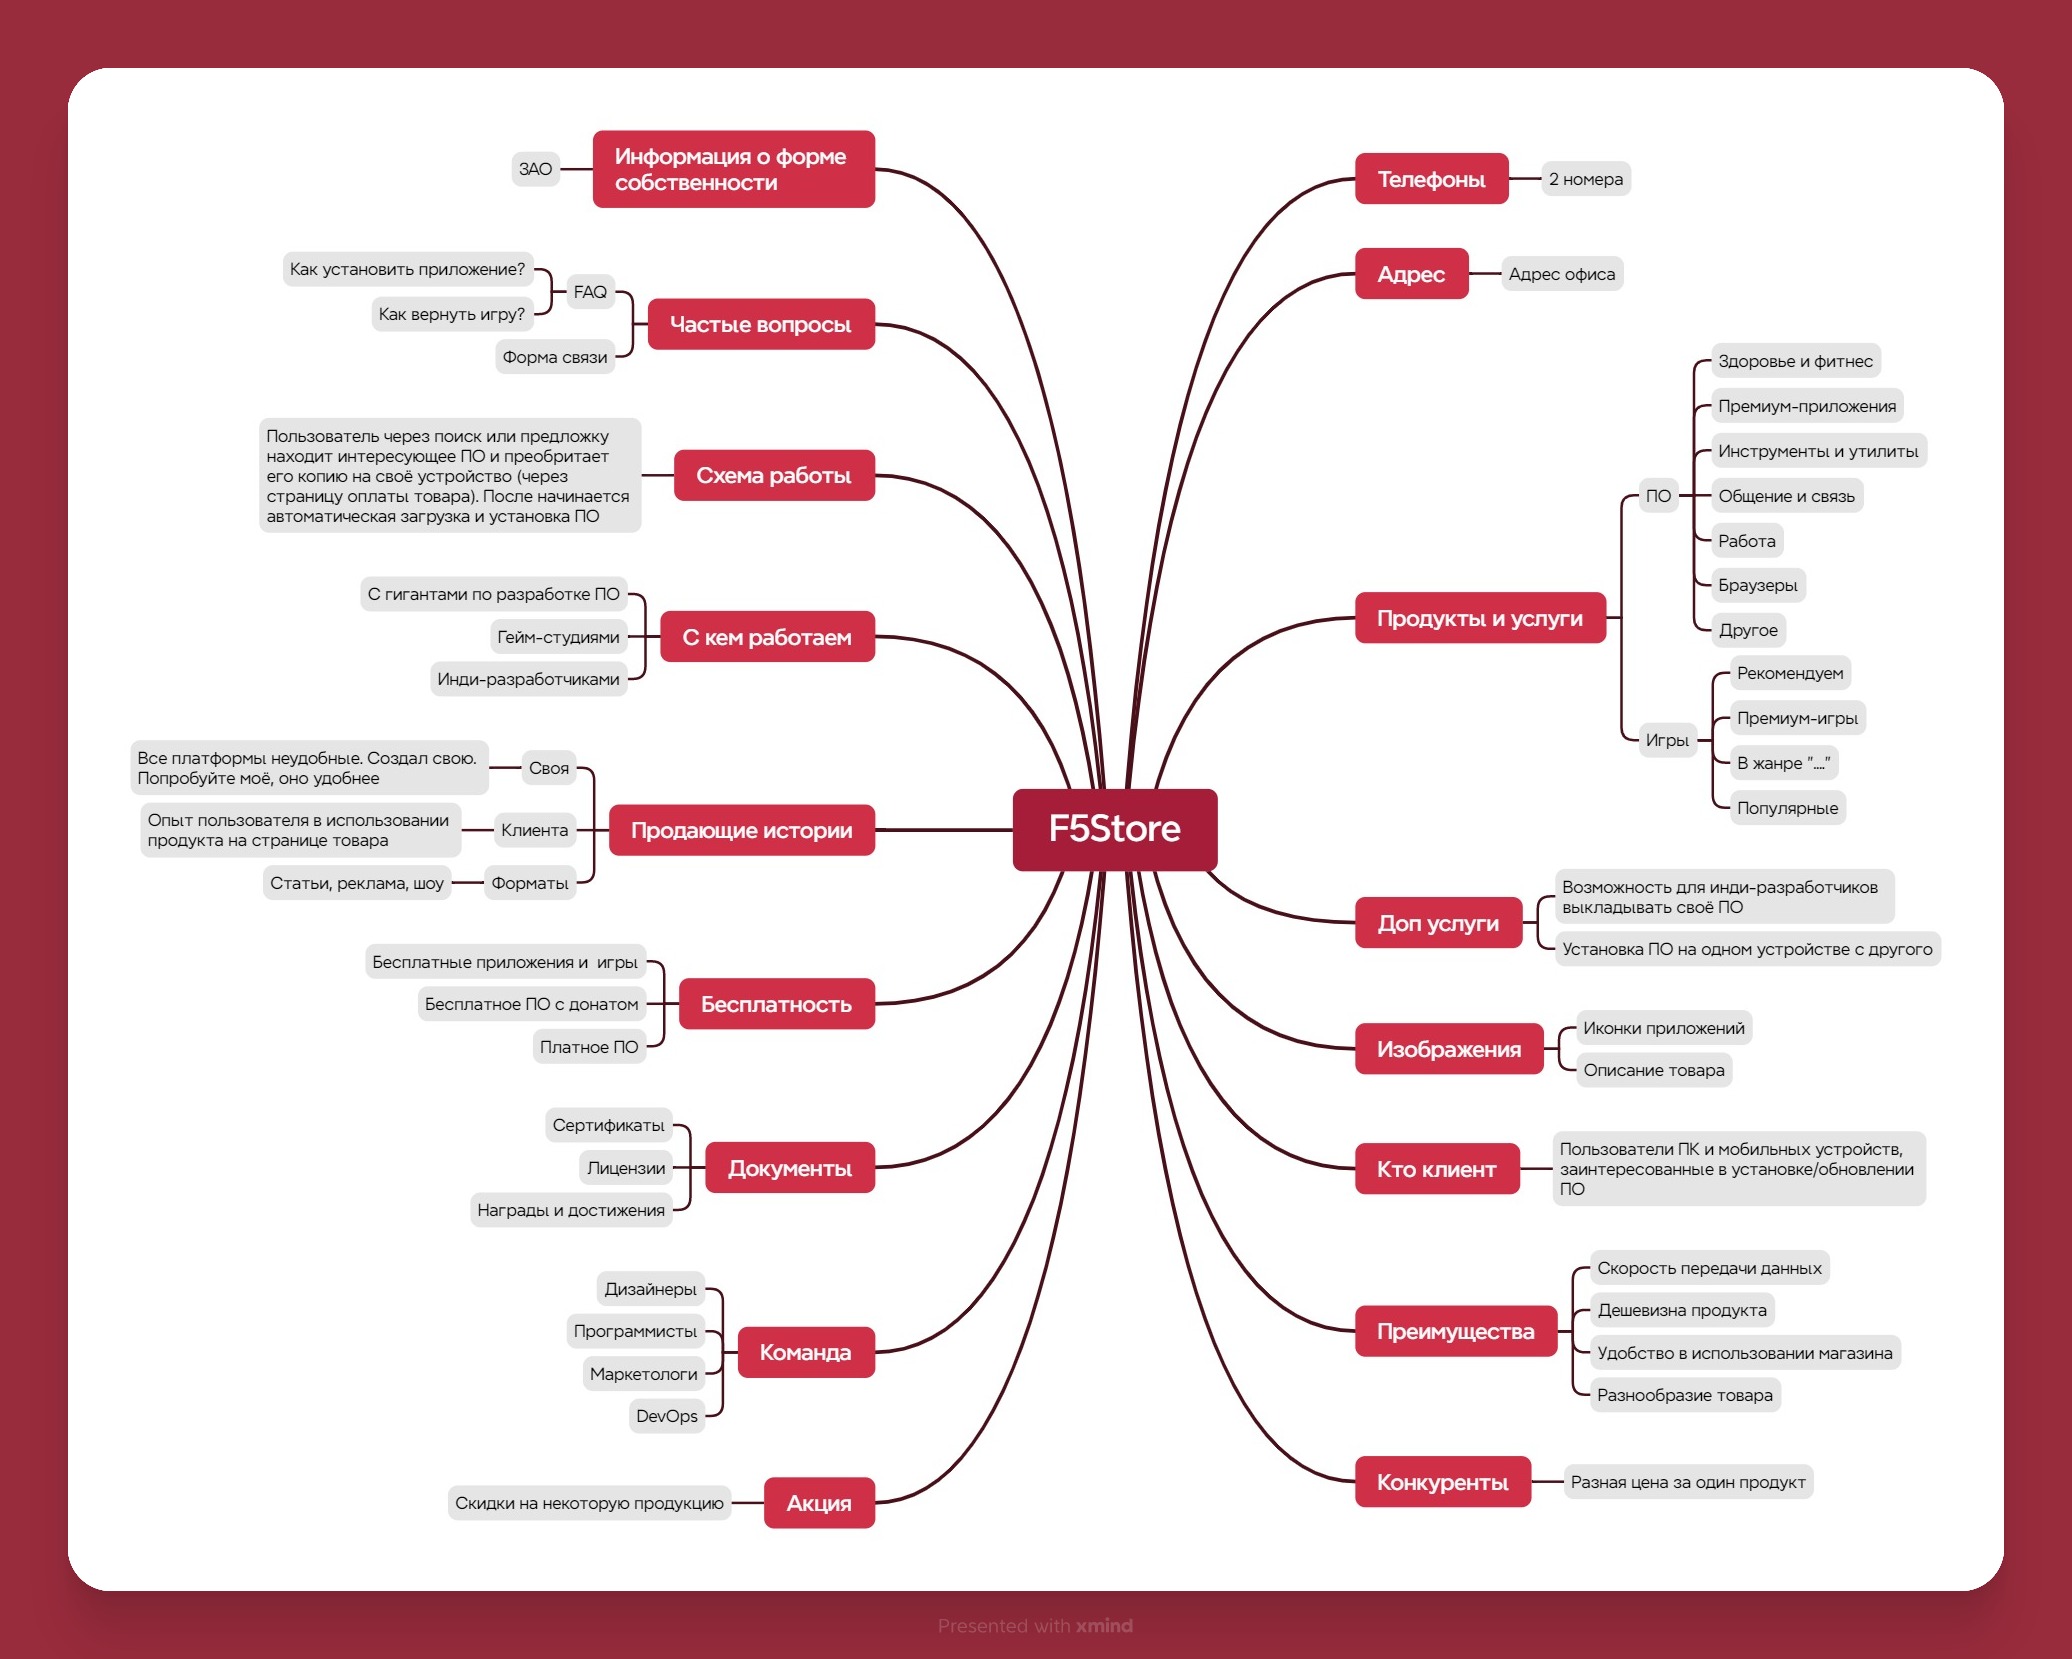 Информация о форме
собственности
ЗАО
Частые вопросы
FAQ
Как установить приложение?
Как вернуть игру?
Форма связи
Схема работы
Пользователь через поиск или предложку
находит интересующее ПО и преобритает
его копию на своё устройство (через
страницу оплаты товара). После начинается
автоматическая загрузка и установка ПО
С кем работаем
С гигантами по разработке ПО
Гейм-студиями
Инди-разработчиками
Продающие истории
Своя
Все платформы неудобные. Создал свою.
Попробуйте моё, оно удобнее
Клиента
Опыт пользователя в использовании
продукта на странице товара
Форматы
Статьи, реклама, шоу
Бесплатность
Бесплатные приложения и  игры
Бесплатное ПО с донатом
Платное ПО
Документы
Сертификаты
Лицензии
Награды и достижения
Команда
Дизайнеры
Программисты
Маркетологи
DevOps
Акция
Скидки на некоторую продукцию
F5Store
Телефоны
2 номера
Адрес
Адрес офиса
Продукты и услуги
ПО
Здоровье и фитнес
Премиум-приложения
Инструменты и утилиты
Общение и связь
Работа
Браузеры
Другое
Игры
Рекомендуем
Премиум-игры
В жанре "...."
Популярные
Доп услуги
Возможность для инди-разработчиков
выкладывать своё ПО
Установка ПО на одном устройстве с другого
Изображения
Иконки приложений
Описание товара
Кто клиент
Пользователи ПК и мобильных устройств,
заинтересованные в установке/обновлении
ПО
Преимущества
Скорость передачи данных
Дешевизна продукта
Удобство в использовании магазина
Разнообразие товара
Конкуренты
Разная цена за один продукт
Presented with xmind